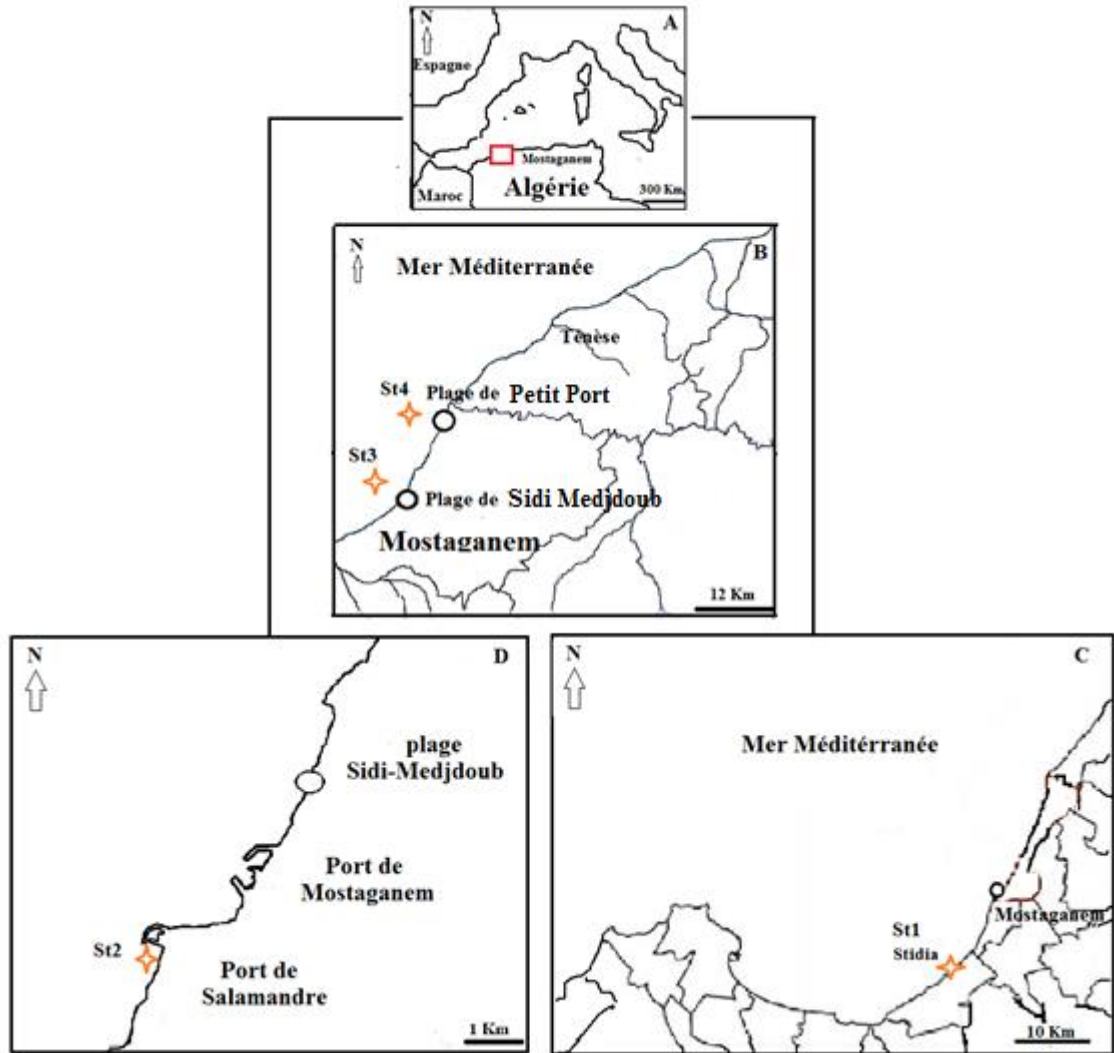 A
N
Espagne
Mostaganem
Algérie
Maroc
300 Km
B
N
Mer Méditerranée
Ténèse
St4
Plage de Petit Port
St3
Plage de Sidi Medjdoub
Mostaganem
12 Km
D
N
plage
Sidi-Medjdoub
Port de
Mostaganem
St2
Port de
Salamandre
1 Km
C
N
Mer Méditérranée
Mostaganem
St1
Stidia
10 Km